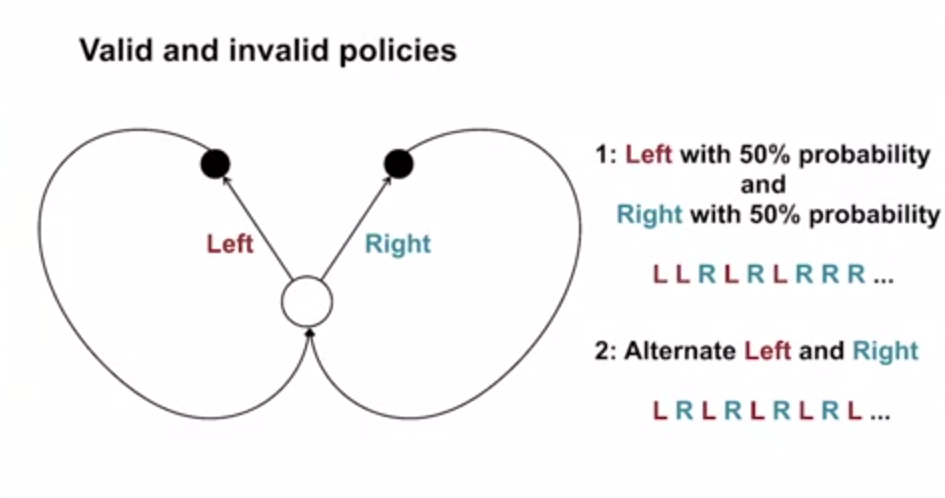 Valid and invalid policies
Left
Right
1: Left with 50% probability
and
Right with 50% probability
L L R L R L R R R ...
2: Alternate Left and Right
L R L R L R L R L ...